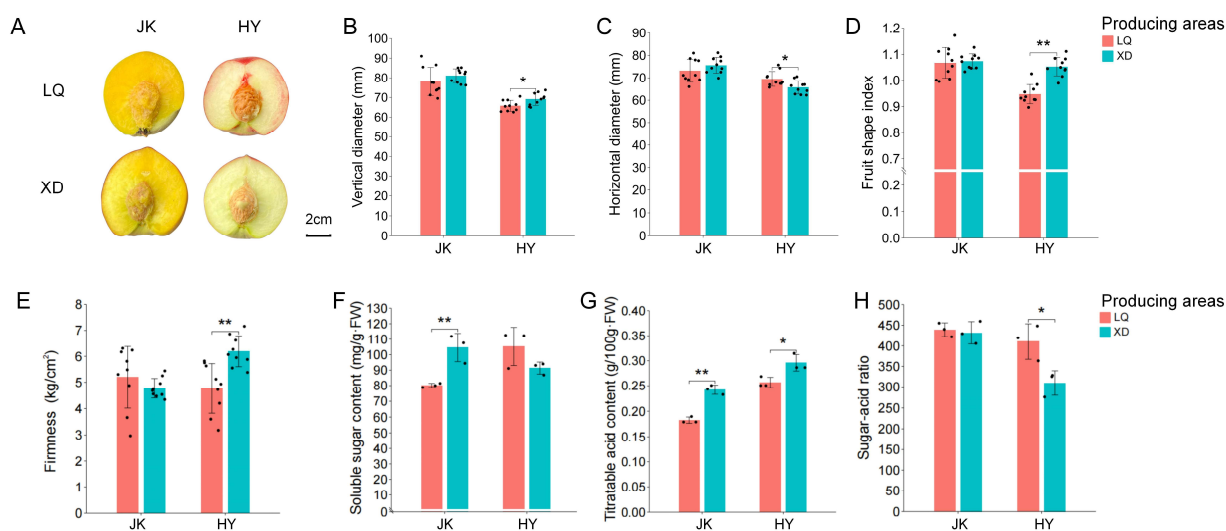 A
JK
HY
LQ
XD
2cm
B
Vertical diameter (mm)
100
90
80
70
60
50
40
30
20
10
0
*
JK
HY
C
Horizontal diameter (mm)
90
80
70
60
50
40
30
20
10
0
*
JK
HY
D
Fruit shape index
1.2
1.1
1.0
0.9
1.1
0.2
0.1
0.0
**
JK
HY
Producing areas
LQ
XD
E
Firmness (kg/cm²)
8
7
6
5
4
3
2
1
0
**
JK
HY
F
Soluble sugar content (mg/g·FW)
130
120
110
100
90
80
70
60
50
40
30
20
10
0
**
JK
HY
G
Titratable acid content (g/100g·FW)
0.40
0.35
0.30
0.25
0.20
0.15
0.10
0.05
0.00
**
*
JK
HY
H
Sugar-acid ratio
500
450
400
350
300
250
200
150
100
50
0
*
JK
HY
Producing areas
LQ
XD